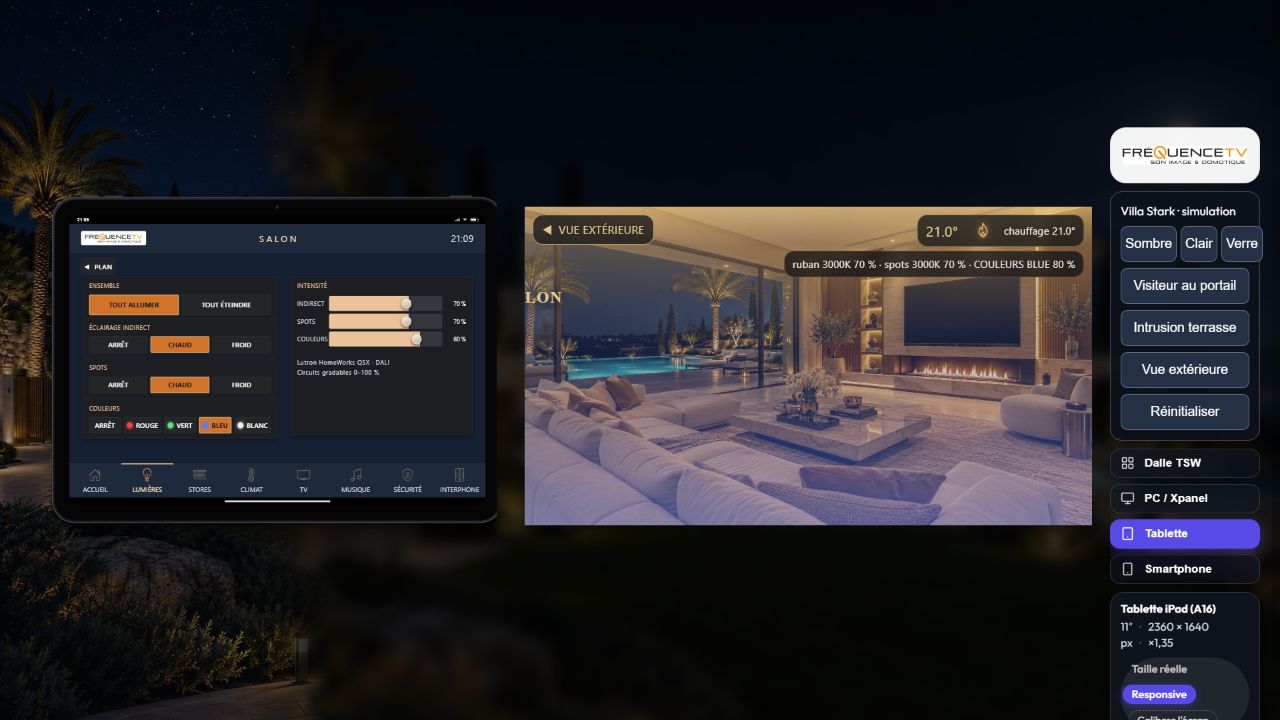 21:09
FRÉQUENCETV
SON IMAGE & DOMOTIQUE
SALON
21:09
◀ PLAN
ENSEMBLE
TOUT ALLUMER
TOUT ÉTEINDRE
ÉCLAIRAGE INDIRECT
ARRÊT
CHAUD
FROID
SPOTS
ARRÊT
CHAUD
FROID
COULEURS
ARRÊT
ROUGE
VERT
BLEU
BLANC
INTENSITÉ
INDIRECT
70 %
SPOTS
70 %
COULEURS
80 %
Lutron HomeWorks QSX · DALI
Circuits gradables 0–100 %
ACCUEIL
LUMIÈRES
STORES
CLIMAT
TV
MUSIQUE
SÉCURITÉ
INTERPHONE
◀ VUE EXTÉRIEURE
21.0°
chauffage 21.0°
ruban 3000K 70 % · spots 3000K 70 % · COULEURS BLUE 80 %
LON
FRÉQUENCETV
SON IMAGE & DOMOTIQUE
Villa Stark · simulation
Sombre
Clair
Verre
Visiteur au portail
Intrusion terrasse
Vue extérieure
Réinitialiser
Dalle TSW
PC / Xpanel
Tablette
Smartphone
Tablette iPad (A16)
11" · 2360 × 1640
px · ×1,35
Taille réelle
Responsive